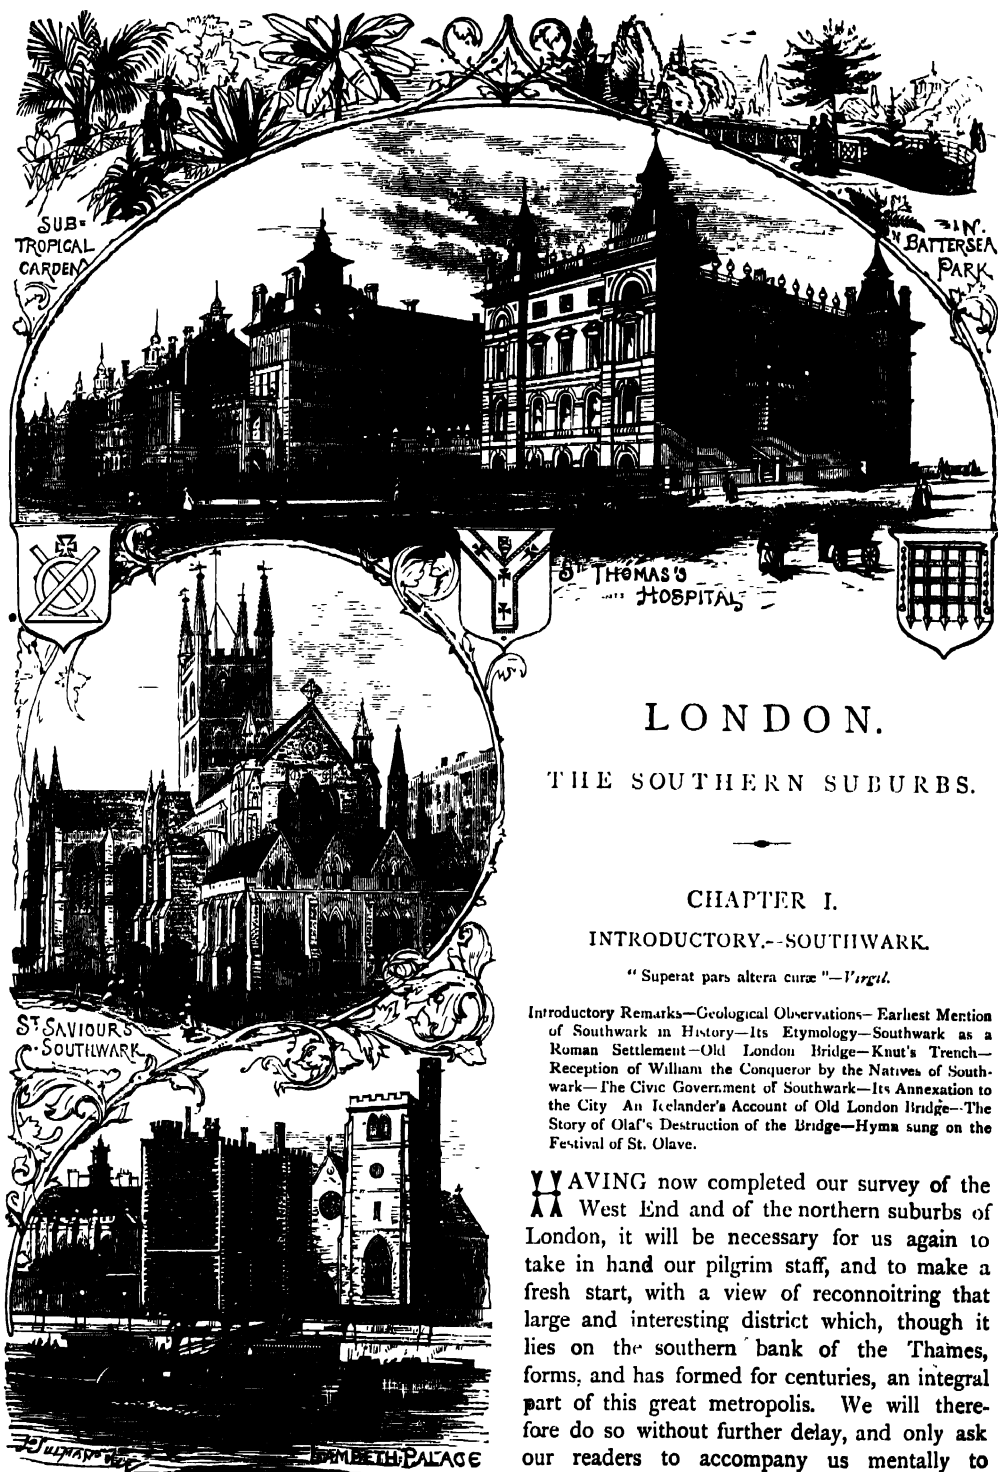 SUB-
TROPICAL
GARDEN
IN
BATTERSEA
PARK
ST THOMAS'S
HOSPITAL
LONDON.
THE SOUTHERN SUBURBS.
CHAPTER I.
INTRODUCTORY.--SOUTHWARK.
"Superat pars altera curæ"—Virgil.
Introductory Remarks—Geological Observations—Earliest Mention
of Southwark in History—Its Etymology—Southwark as a
Roman Settlement—Old London Bridge—Knut's Trench—
Reception of William the Conqueror by the Natives of South-
wark—The Civic Government of Southwark—Its Annexation to
the City An Icelander's Account of Old London Bridge—The
Story of Olaf's Destruction of the Bridge—Hymn sung on the
Festival of St. Olave.
HAVING now completed our survey of the
West End and of the northern suburbs of
London, it will be necessary for us again to
take in hand our pilgrim staff, and to make a
fresh start, with a view of reconnoitring that
large and interesting district which, though it
lies on the southern bank of the Thames,
forms, and has formed for centuries, an integral
part of this great metropolis. We will there-
fore do so without further delay, and only ask
our readers to accompany us mentally to
ST SAVIOURS
SOUTHWARK
LAMBETH PALACE